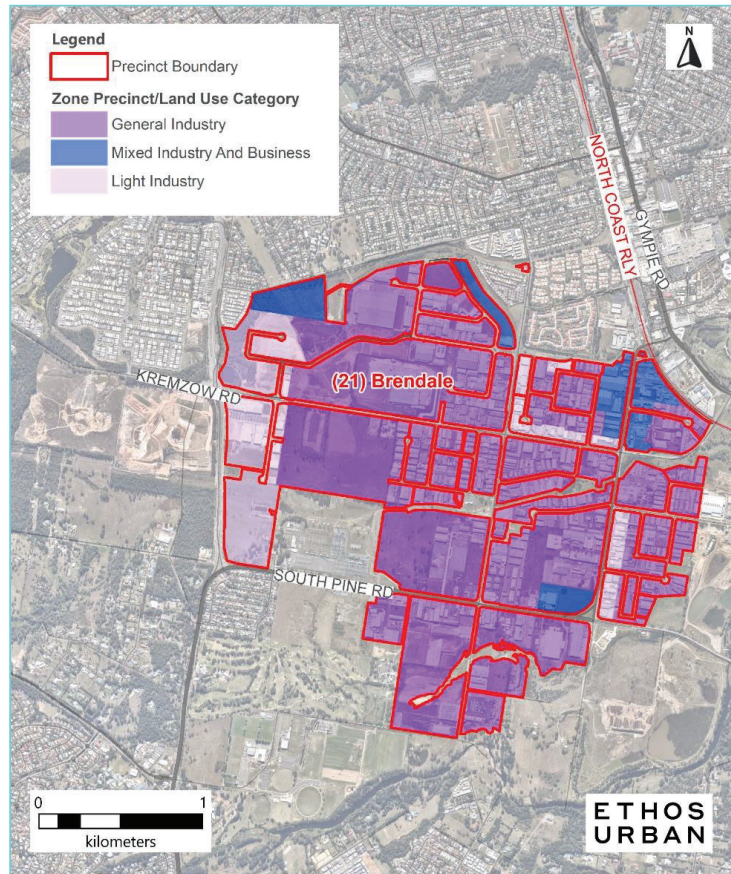 Legend
Precinct Boundary
Zone Precinct/Land Use Category
General Industry
Mixed Industry And Business
Light Industry
N
NORTH COAST RLY
GYMPIE RD
KREMZOW RD
(21) Brendale
SOUTH PINE RD
0 1
kilometers
ETHOS
URBAN